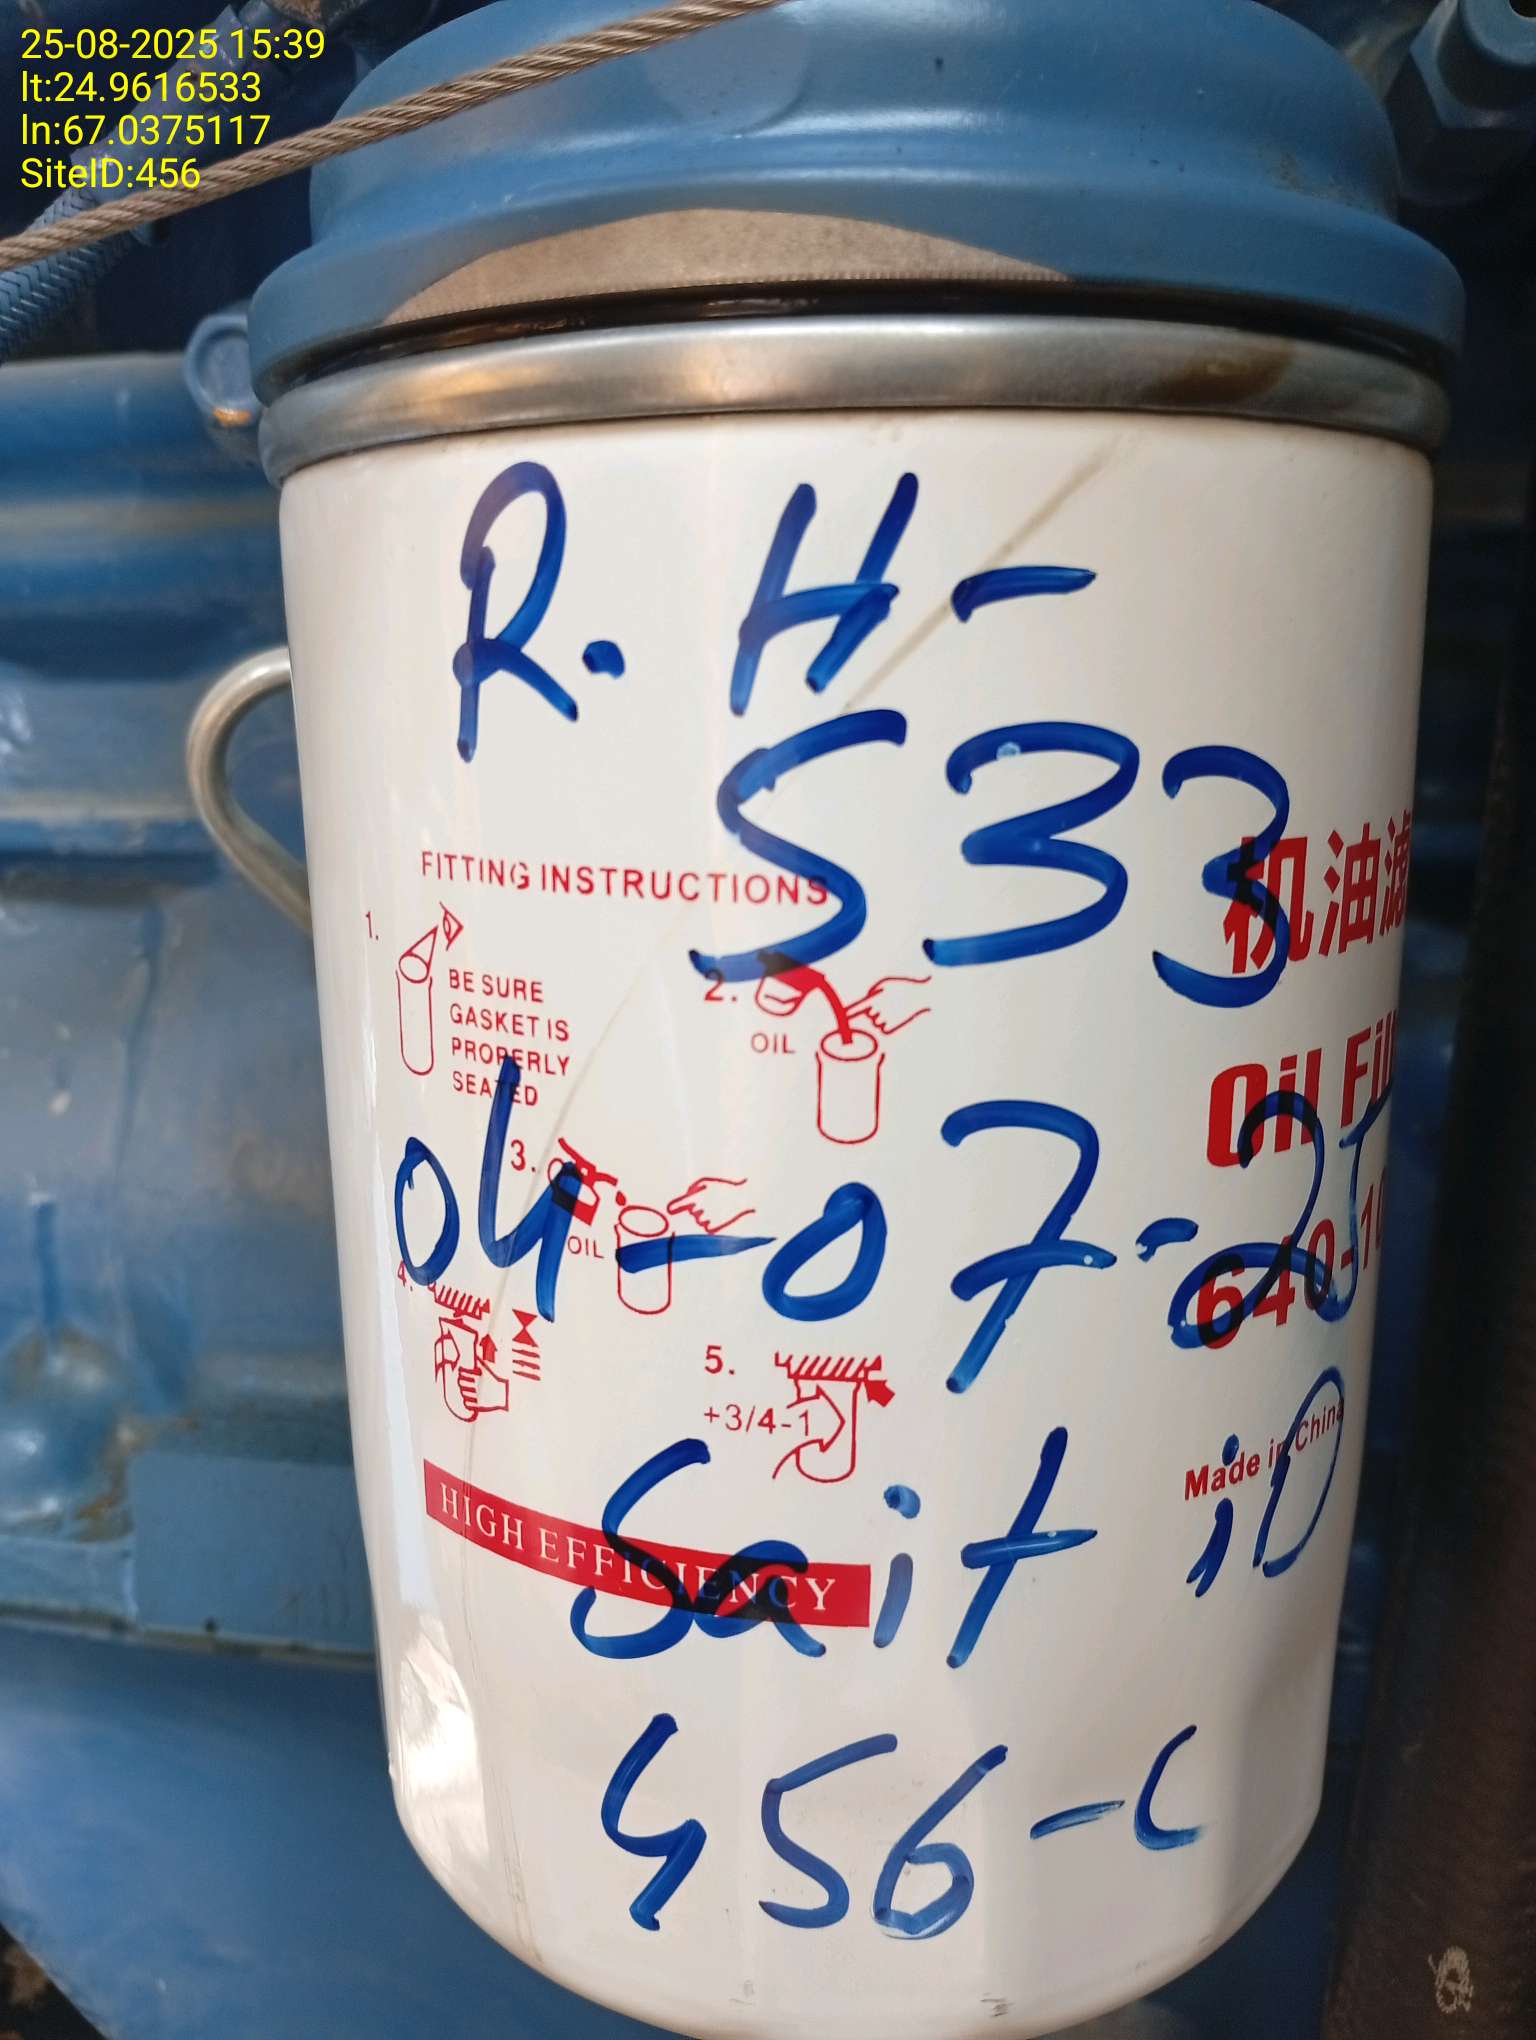 25-08-2025 15:39
lt:24.9616533
ln:67.0375117
SiteID:456
R. H-
533
FITTING INSTRUCTIONS
1.
BE SURE
GASKET IS
PROPERLY
SEATED
2.
OIL
机油滤
Oil Fil
3.
OIL
04-07-25
640-10
4.
5.
+3/4-1
Made in China
HIGH EFFICIENCY
Sait iD
456-C